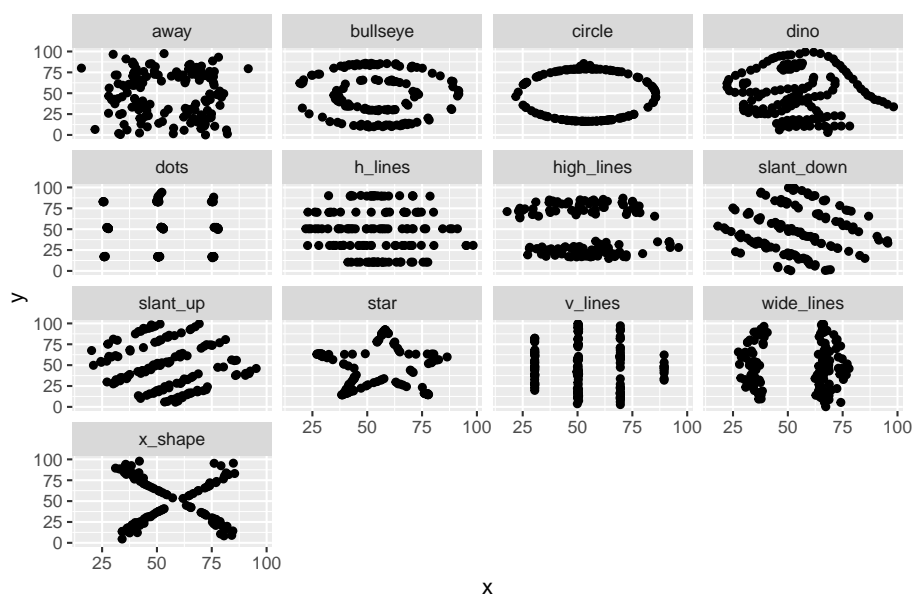 away bullseye circle dino
100
75
50
25
0
dots h_lines high_lines slant_down
100
75
50
25
0
slant_up star v_lines wide_lines
100
75
50
25
0
25 50 75 100 25 50 75 100 25 50 75 100
x_shape
100
75
50
25
0
25 50 75 100
y
x